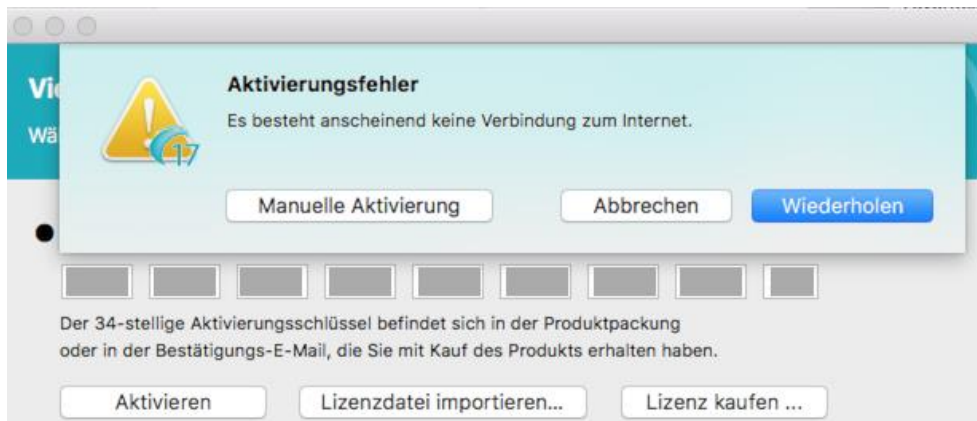 Aktivierungsfehler
Es besteht anscheinend keine Verbindung zum Internet.
17
Manuelle Aktivierung Abbrechen Wiederholen
Der 34-stellige Aktivierungsschlüssel befindet sich in der Produktpackung
oder in der Bestätigungs-E-Mail, die Sie mit Kauf des Produkts erhalten haben.
Aktivieren Lizenzdatei importieren... Lizenz kaufen ...